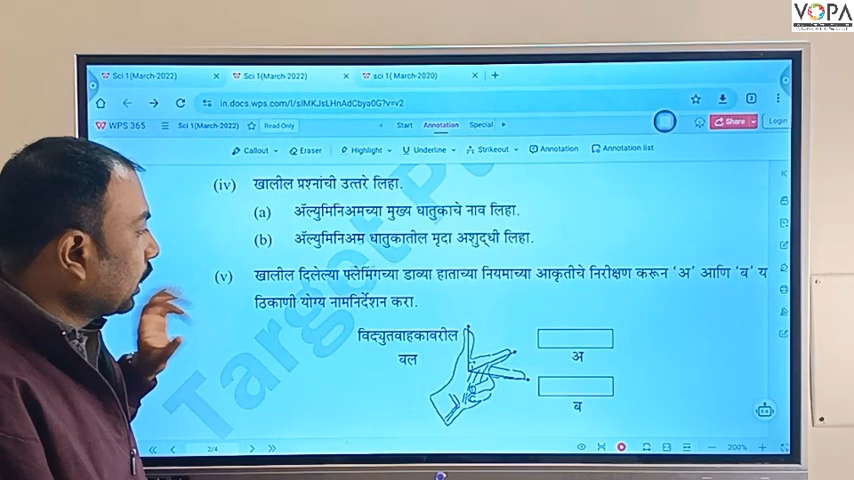 VOPA
Sci 1(March-2022)
Sci 1(March-2022)
sci 1( March-2020)
in.docs.wps.com/l/sIMKJsLHnAdCbya0G?v=v2
WPS 365
Sci 1(March-2022)
Read-Only
Start Annotation Special
Share
Login
Callout Eraser Highlight Underline Strikeout Annotation Annotation list
(iv) खालील प्रश्नांची उत्तरे लिहा.
(a) ॲल्युमिनिअमच्या मुख्य धातुकाचे नाव लिहा.
(b) ॲल्युमिनिअम धातुकातील मृदा अशुद्धी लिहा.
(v) खालील दिलेल्या फ्लेमिंगच्या डाव्या हाताच्या नियमाच्या आकृतीचे निरीक्षण करून ‘अ’ आणि ‘ब’ य
ठिकाणी योग्य नामनिर्देशन करा.
विद्युतवाहकावरील
बल
अ
ब
Target
2/4
200%